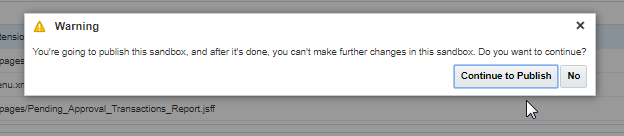 Warning
tensio
You're going to publish this sandbox, and after it's done, you can't make further changes in this sandbox. Do you want to continue?
pages
Continue to Publish No
enu.xm
pages/Pending_Approval_Transactions_Report.jsff